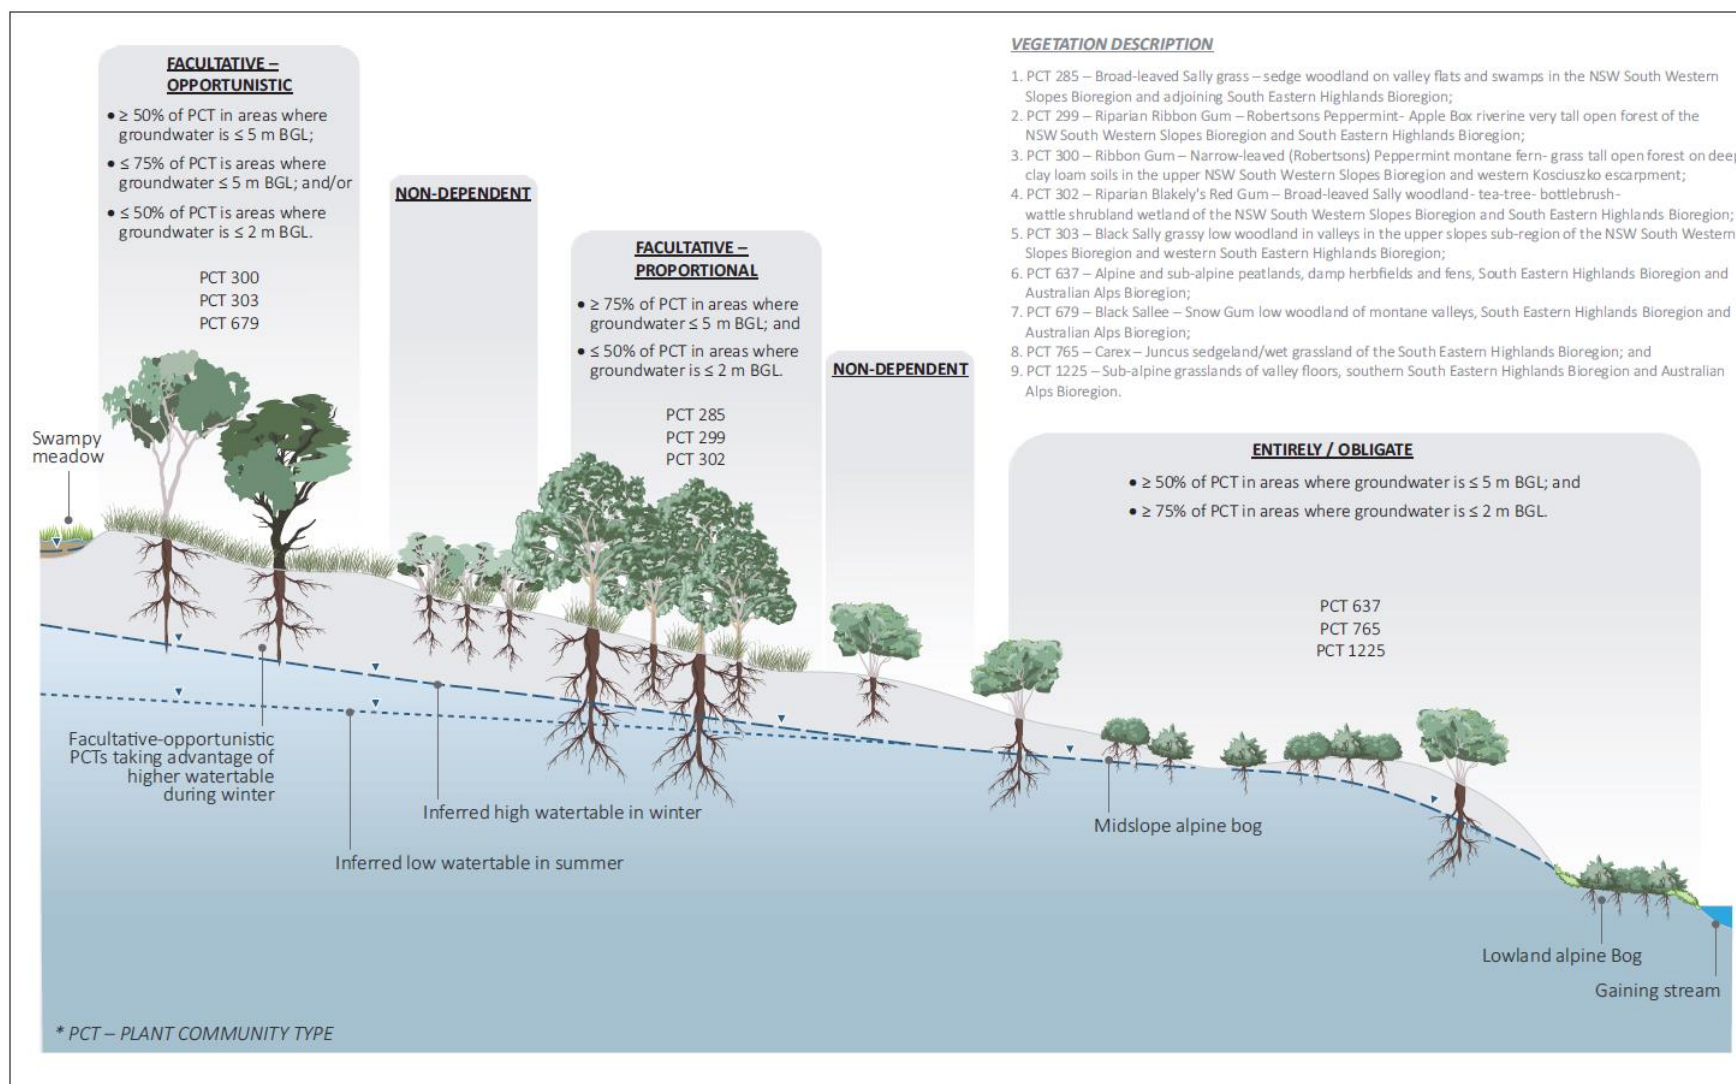 FACULTATIVE –
OPPORTUNISTIC
• ≥ 50% of PCT in areas where
groundwater is ≤ 5 m BGL;
• ≤ 75% of PCT is areas where
groundwater ≤ 5 m BGL; and/or
• ≤ 50% of PCT is areas where
groundwater is ≤ 2 m BGL.
PCT 300
PCT 303
PCT 679
NON-DEPENDENT
FACULTATIVE –
PROPORTIONAL
• ≥ 75% of PCT in areas where
groundwater ≤ 5 m BGL; and
• ≤ 50% of PCT in areas where
groundwater is ≤ 2 m BGL.
PCT 285
PCT 299
PCT 302
NON-DEPENDENT
VEGETATION DESCRIPTION
1. PCT 285 – Broad-leaved Sally grass – sedge woodland on valley flats and swamps in the NSW South Western
Slopes Bioregion and adjoining South Eastern Highlands Bioregion;
2. PCT 299 – Riparian Ribbon Gum – Robertsons Peppermint- Apple Box riverine very tall open forest of the
NSW South Western Slopes Bioregion and South Eastern Highlands Bioregion;
3. PCT 300 – Ribbon Gum – Narrow-leaved (Robertsons) Peppermint montane fern- grass tall open forest on deep
clay loam soils in the upper NSW South Western Slopes Bioregion and western Kosciuszko escarpment;
4. PCT 302 – Riparian Blakely's Red Gum – Broad-leaved Sally woodland- tea-tree- bottlebrush-
wattle shrubland wetland of the NSW South Western Slopes Bioregion and South Eastern Highlands Bioregion;
5. PCT 303 – Black Sally grassy low woodland in valleys in the upper slopes sub-region of the NSW South Western
Slopes Bioregion and western South Eastern Highlands Bioregion;
6. PCT 637 – Alpine and sub-alpine peatlands, damp herbfields and fens, South Eastern Highlands Bioregion and
Australian Alps Bioregion;
7. PCT 679 – Black Sallee – Snow Gum low woodland of montane valleys, South Eastern Highlands Bioregion and
Australian Alps Bioregion;
8. PCT 765 – Carex – Juncus sedgeland/wet grassland of the South Eastern Highlands Bioregion; and
9. PCT 1225 – Sub-alpine grasslands of valley floors, southern South Eastern Highlands Bioregion and Australian
Alps Bioregion.
ENTIRELY / OBLIGATE
• ≥ 50% of PCT in areas where groundwater is ≤ 5 m BGL; and
• ≥ 75% of PCT in areas where groundwater is ≤ 2 m BGL.
PCT 637
PCT 765
PCT 1225
Swampy
meadow
Facultative-opportunistic
PCTs taking advantage of
higher watertable
during winter
Inferred high watertable in winter
Inferred low watertable in summer
Midslope alpine bog
Lowland alpine Bog
Gaining stream
* PCT – PLANT COMMUNITY TYPE